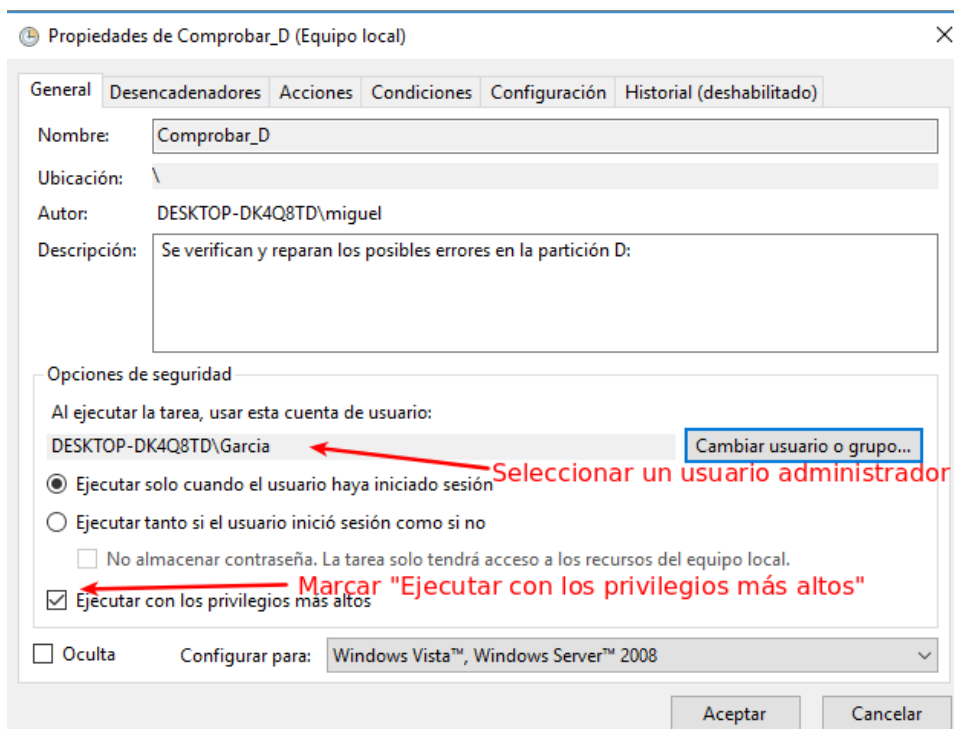 Propiedades de Comprobar_D (Equipo local)
General Desencadenadores Acciones Condiciones Configuración Historial (deshabilitado)
Nombre: Comprobar_D
Ubicación: \
Autor: DESKTOP-DK4Q8TD\miguel
Descripción: Se verifican y reparan los posibles errores en la partición D:
Opciones de seguridad
Al ejecutar la tarea, usar esta cuenta de usuario:
DESKTOP-DK4Q8TD\Garcia Cambiar usuario o grupo...
Seleccionar un usuario administrador
Ejecutar solo cuando el usuario haya iniciado sesión
Ejecutar tanto si el usuario inició sesión como si no
No almacenar contraseña. La tarea solo tendrá acceso a los recursos del equipo local.
Marcar "Ejecutar con los privilegios más altos"
Ejecutar con los privilegios más altos
Oculta Configurar para: Windows Vista™, Windows Server™ 2008
Aceptar Cancelar